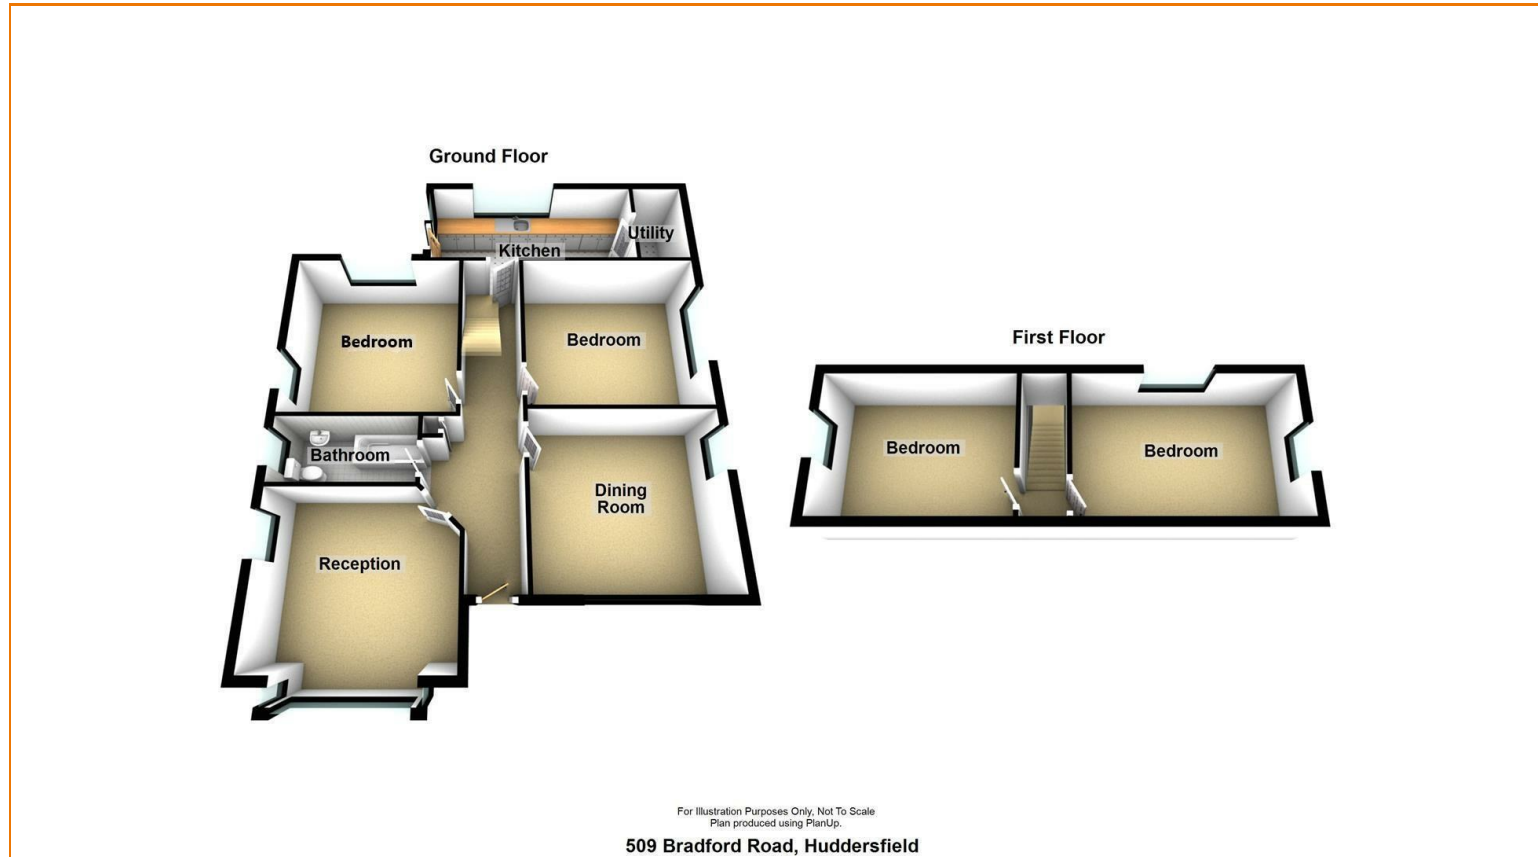 Ground Floor
Utility
Kitchen
Bedroom
Bedroom
Bathroom
Dining
Room
Reception
First Floor
Bedroom
Bedroom
For Illustration Purposes Only, Not To Scale
Plan produced using PlanUp.
509 Bradford Road, Huddersfield